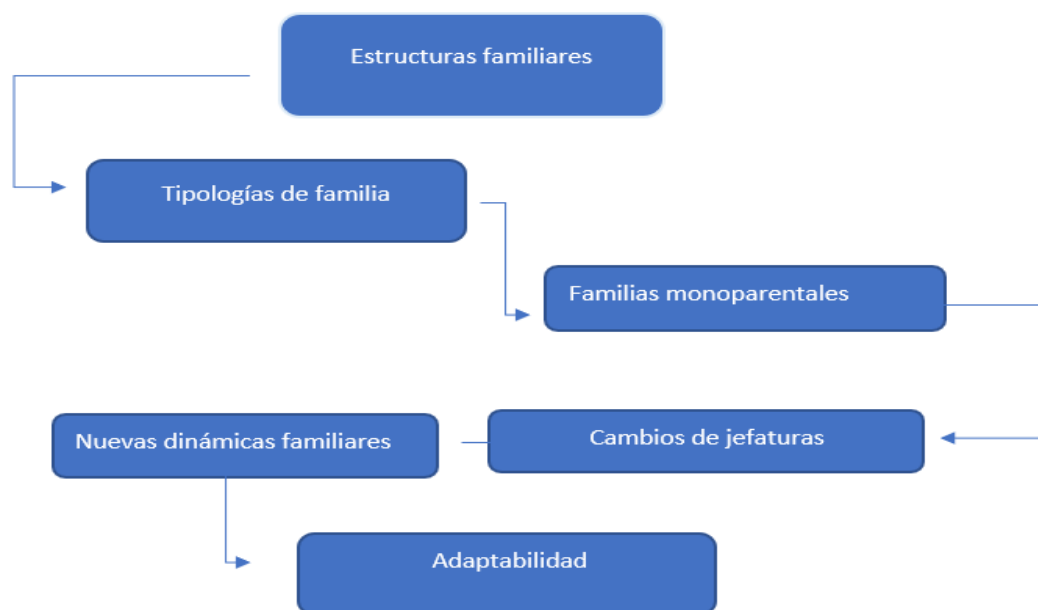 Estructuras familiares
Tipologías de familia
Familias monoparentales
Cambios de jefaturas
Nuevas dinámicas familiares
Adaptabilidad